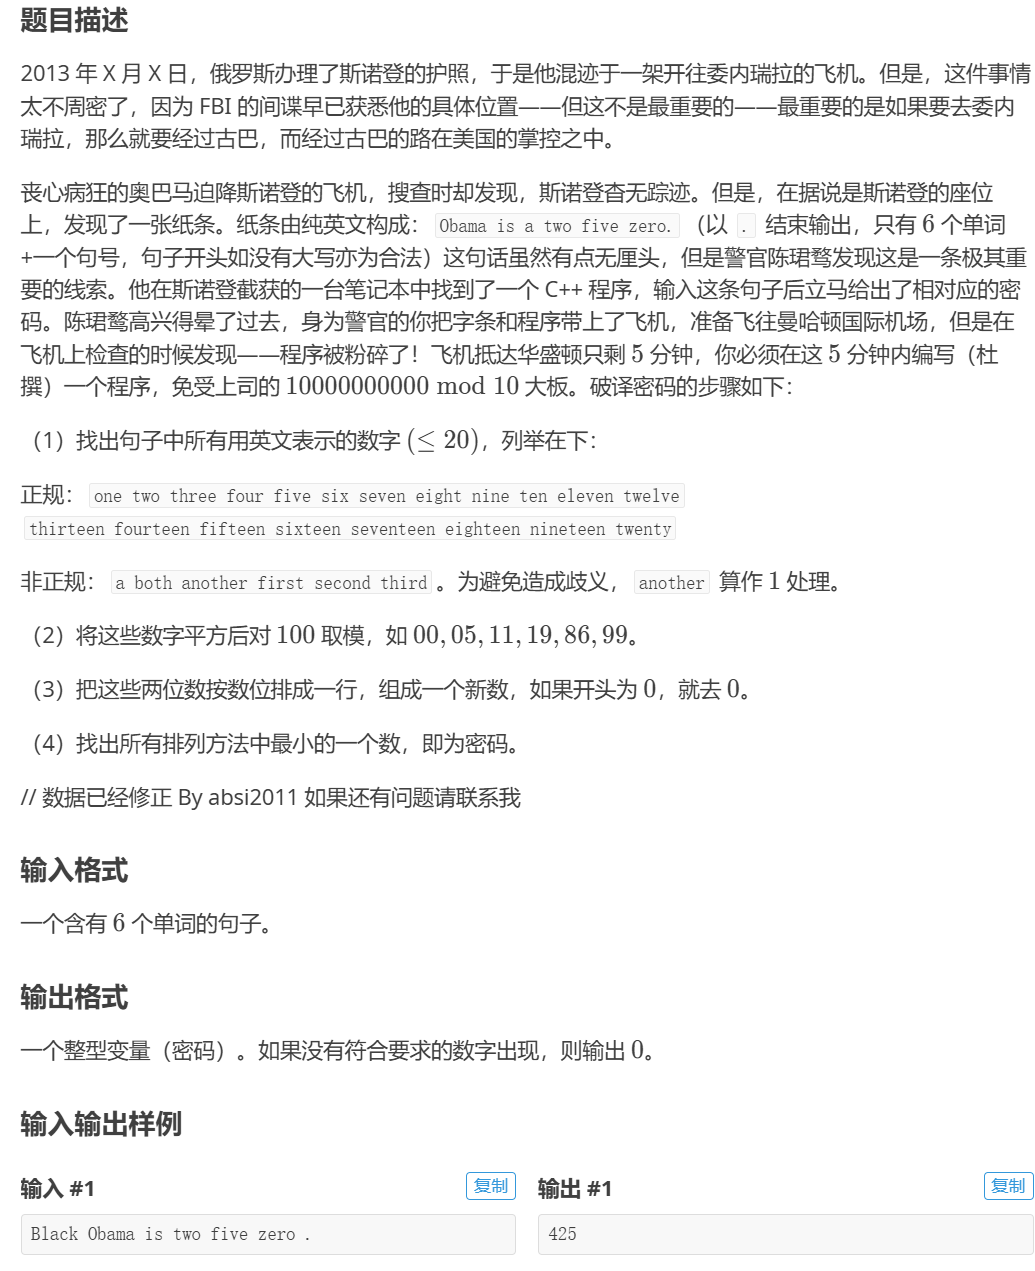 题目描述
2013 年 X 月 X 日，俄罗斯办理了斯诺登的护照，于是他混迹于一架开往委内瑞拉的飞机。但是，这件事情
太不周密了，因为 FBI 的间谍早已获悉他的具体位置——但这不是最重要的——最重要的是如果要去委内
瑞拉，那么就要经过古巴，而经过古巴的路在美国的掌控之中。
丧心病狂的奥巴马迫降斯诺登的飞机，搜查时却发现，斯诺登杳无踪迹。但是，在据说是斯诺登的座位
上，发现了一张纸条。纸条由纯英文构成： Obama is a two five zero. （以 . 结束输出，只有 6 个单词
+一个句号，句子开头如没有大写亦为合法）这句话虽然有点无厘头，但是警官陈珺骛发现这是一条极其重
要的线索。他在斯诺登截获的一台笔记本中找到了一个 C++ 程序，输入这条句子后立马给出了相对应的密
码。陈珺鹜高兴得晕了过去，身为警官的你把字条和程序带上了飞机，准备飞往曼哈顿国际机场，但是在
飞机上检查的时候发现——程序被粉碎了！飞机抵达华盛顿只剩 5 分钟，你必须在这 5 分钟内编写（杜
撰）一个程序，免受上司的 10000000000 mod 10 大板。破译密码的步骤如下：
（1）找出句子中所有用英文表示的数字 (≤ 20)，列举在下：
正规： one two three four five six seven eight nine ten eleven twelve
thirteen fourteen fifteen sixteen seventeen eighteen nineteen twenty
非正规： a both another first second third 。为避免造成歧义， another 算作 1 处理。
（2）将这些数字平方后对 100 取模，如 00, 05, 11, 19, 86, 99。
（3）把这些两位数按数位排成一行，组成一个新数，如果开头为 0，就去 0。
（4）找出所有排列方法中最小的一个数，即为密码。
// 数据已经修正 By absi2011 如果还有问题请联系我
输入格式
一个含有 6 个单词的句子。
输出格式
一个整型变量（密码）。如果没有符合要求的数字出现，则输出 0。
输入输出样例
输入 #1 复制 输出 #1 复制
Black Obama is two five zero . 425